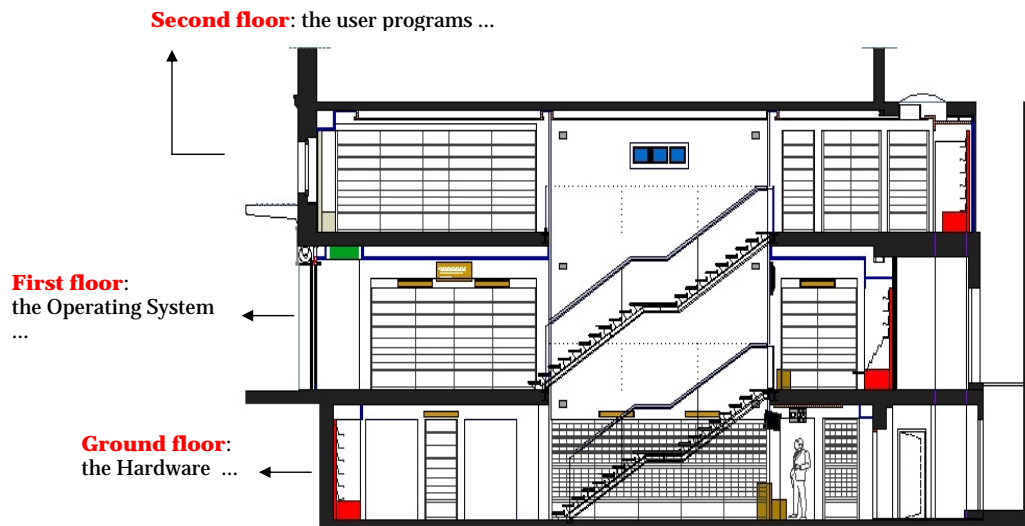 Second floor: the user programs ...
First floor:
the Operating System
...
Ground floor:
the Hardware ...